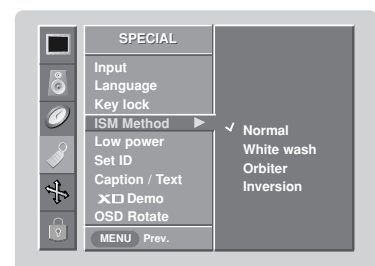 SPECIAL
Input
Language
Key lock
ISM Method ▶
Low power
Set ID
Caption / Text
XD Demo
OSD Rotate
MENU Prev.
✓ Normal
White wash
Orbiter
Inversion